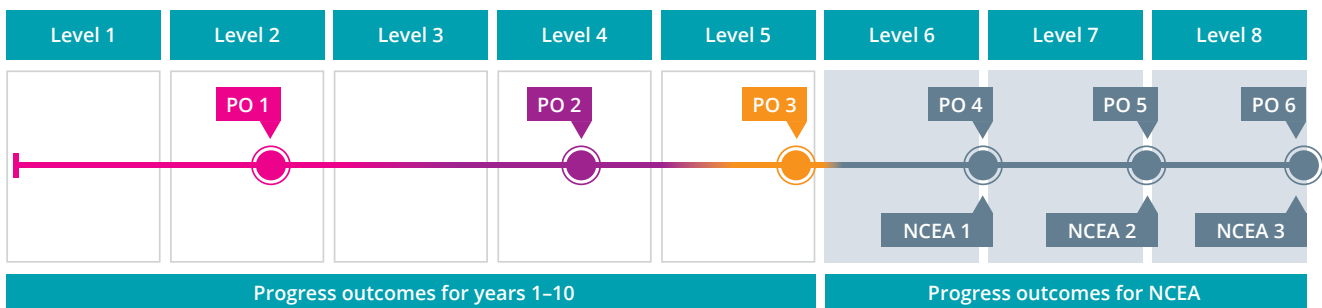 Level 1 Level 2 Level 3 Level 4 Level 5 Level 6 Level 7 Level 8
PO 1 PO 2 PO 3 PO 4 PO 5 PO 6
NCEA 1 NCEA 2 NCEA 3
Progress outcomes for years 1–10 Progress outcomes for NCEA